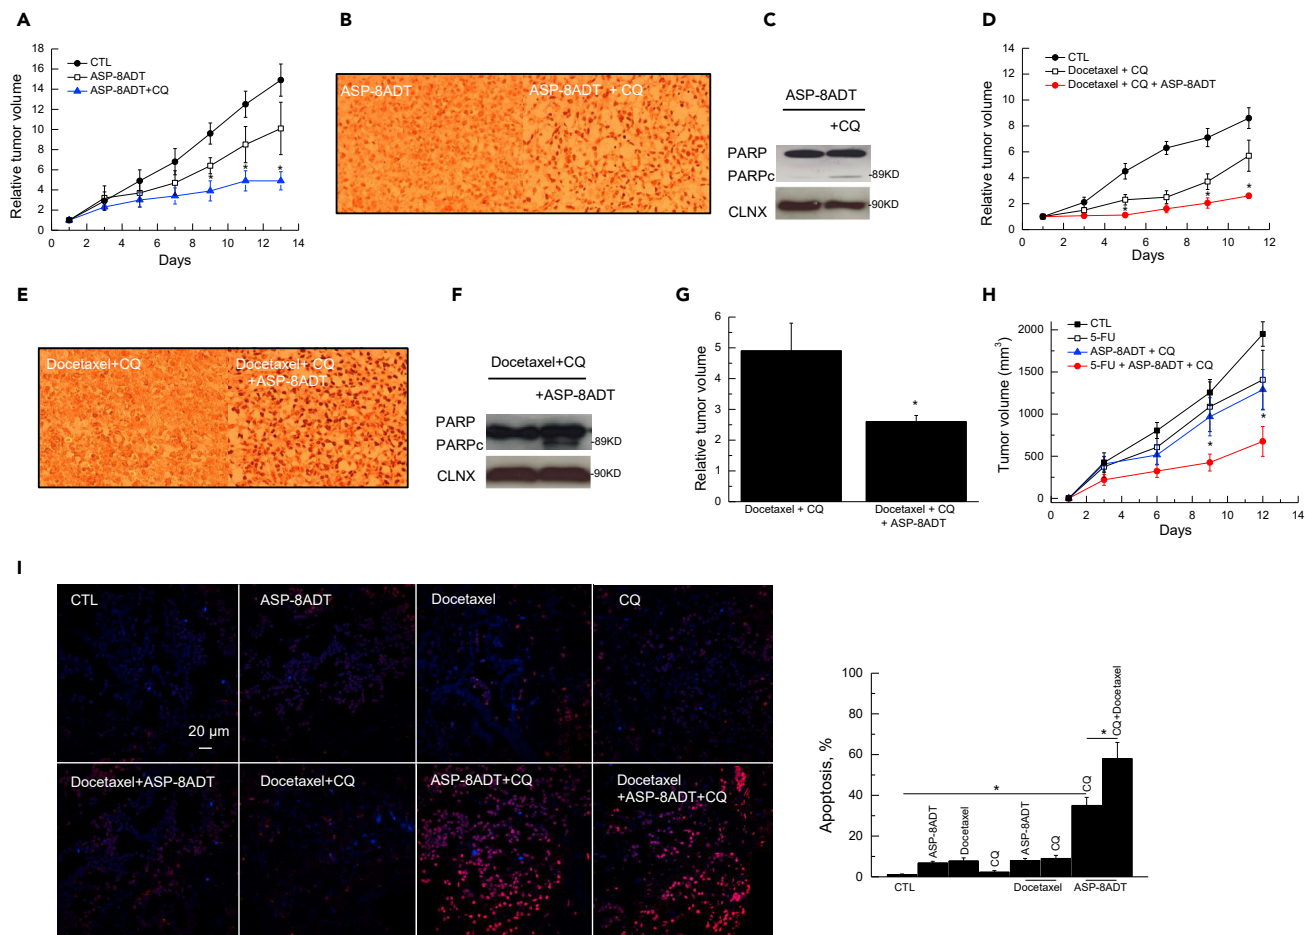 A
Relative tumor volume
18
16
14
12
10
8
6
4
2
0
CTL
ASP-8ADT
ASP-8ADT+CQ
* * *
0 2 4 6 8 10 12 14
Days
B
ASP-8ADT
ASP-8ADT + CQ
C
ASP-8ADT
+CQ
PARP
PARPc
-89KD
CLNX
-90KD
D
Relative tumor volume
14
12
10
8
6
4
2
0
CTL
Docetaxel + CQ
Docetaxel + CQ + ASP-8ADT
* * *
0 2 4 6 8 10 12
Days
E
Docetaxel+CQ
Docetaxel+ CQ
+ASP-8ADT
F
Docetaxel+CQ
+ASP-8ADT
PARP
PARPc
-89KD
CLNX
-90KD
G
Relative tumor volume
6
5
4
3
2
1
0
*
Docetaxel + CQ
Docetaxel + CQ
+ ASP-8ADT
H
Tumor volume (mm³)
2000
1500
1000
500
0
CTL
5-FU
ASP-8ADT + CQ
5-FU + ASP-8ADT + CQ
* *
0 2 4 6 8 10 12 14
Days
I
CTL
ASP-8ADT
Docetaxel
CQ
20 µm
Docetaxel+ASP-8ADT
Docetaxel+CQ
ASP-8ADT+CQ
Docetaxel
+ASP-8ADT+CQ
Apoptosis, %
100
80
60
40
20
0
ASP-8ADT
Docetaxel
CQ
ASP-8ADT
CQ
CQ
CQ+Docetaxel
*
*
CTL
Docetaxel
ASP-8ADT